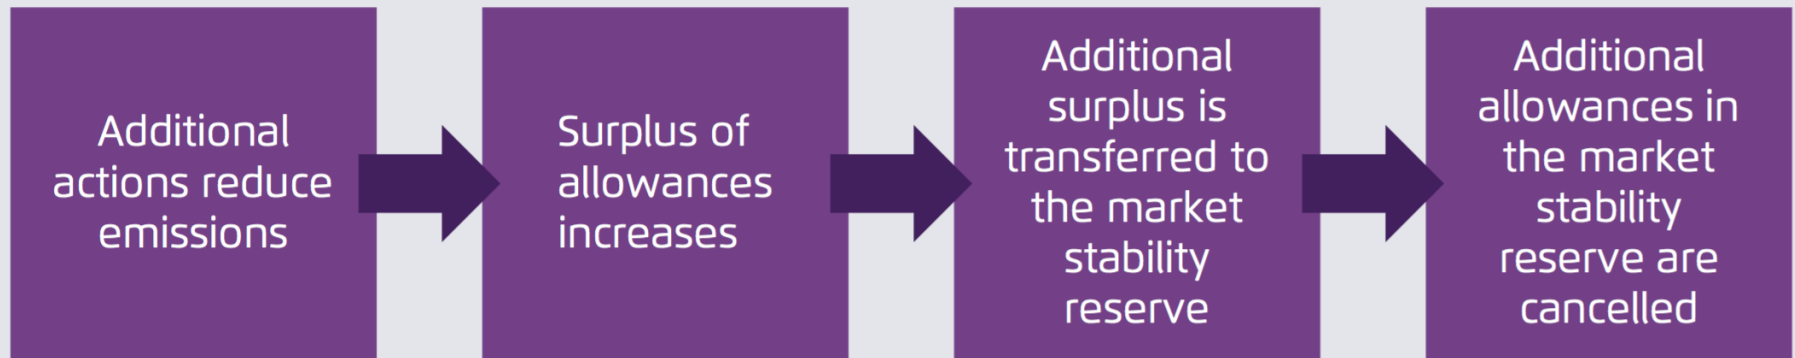 Additional
actions reduce
emissions
Surplus of
allowances
increases
Additional
surplus is
transferred to
the market
stability
reserve
Additional
allowances in
the market
stability
reserve are
cancelled